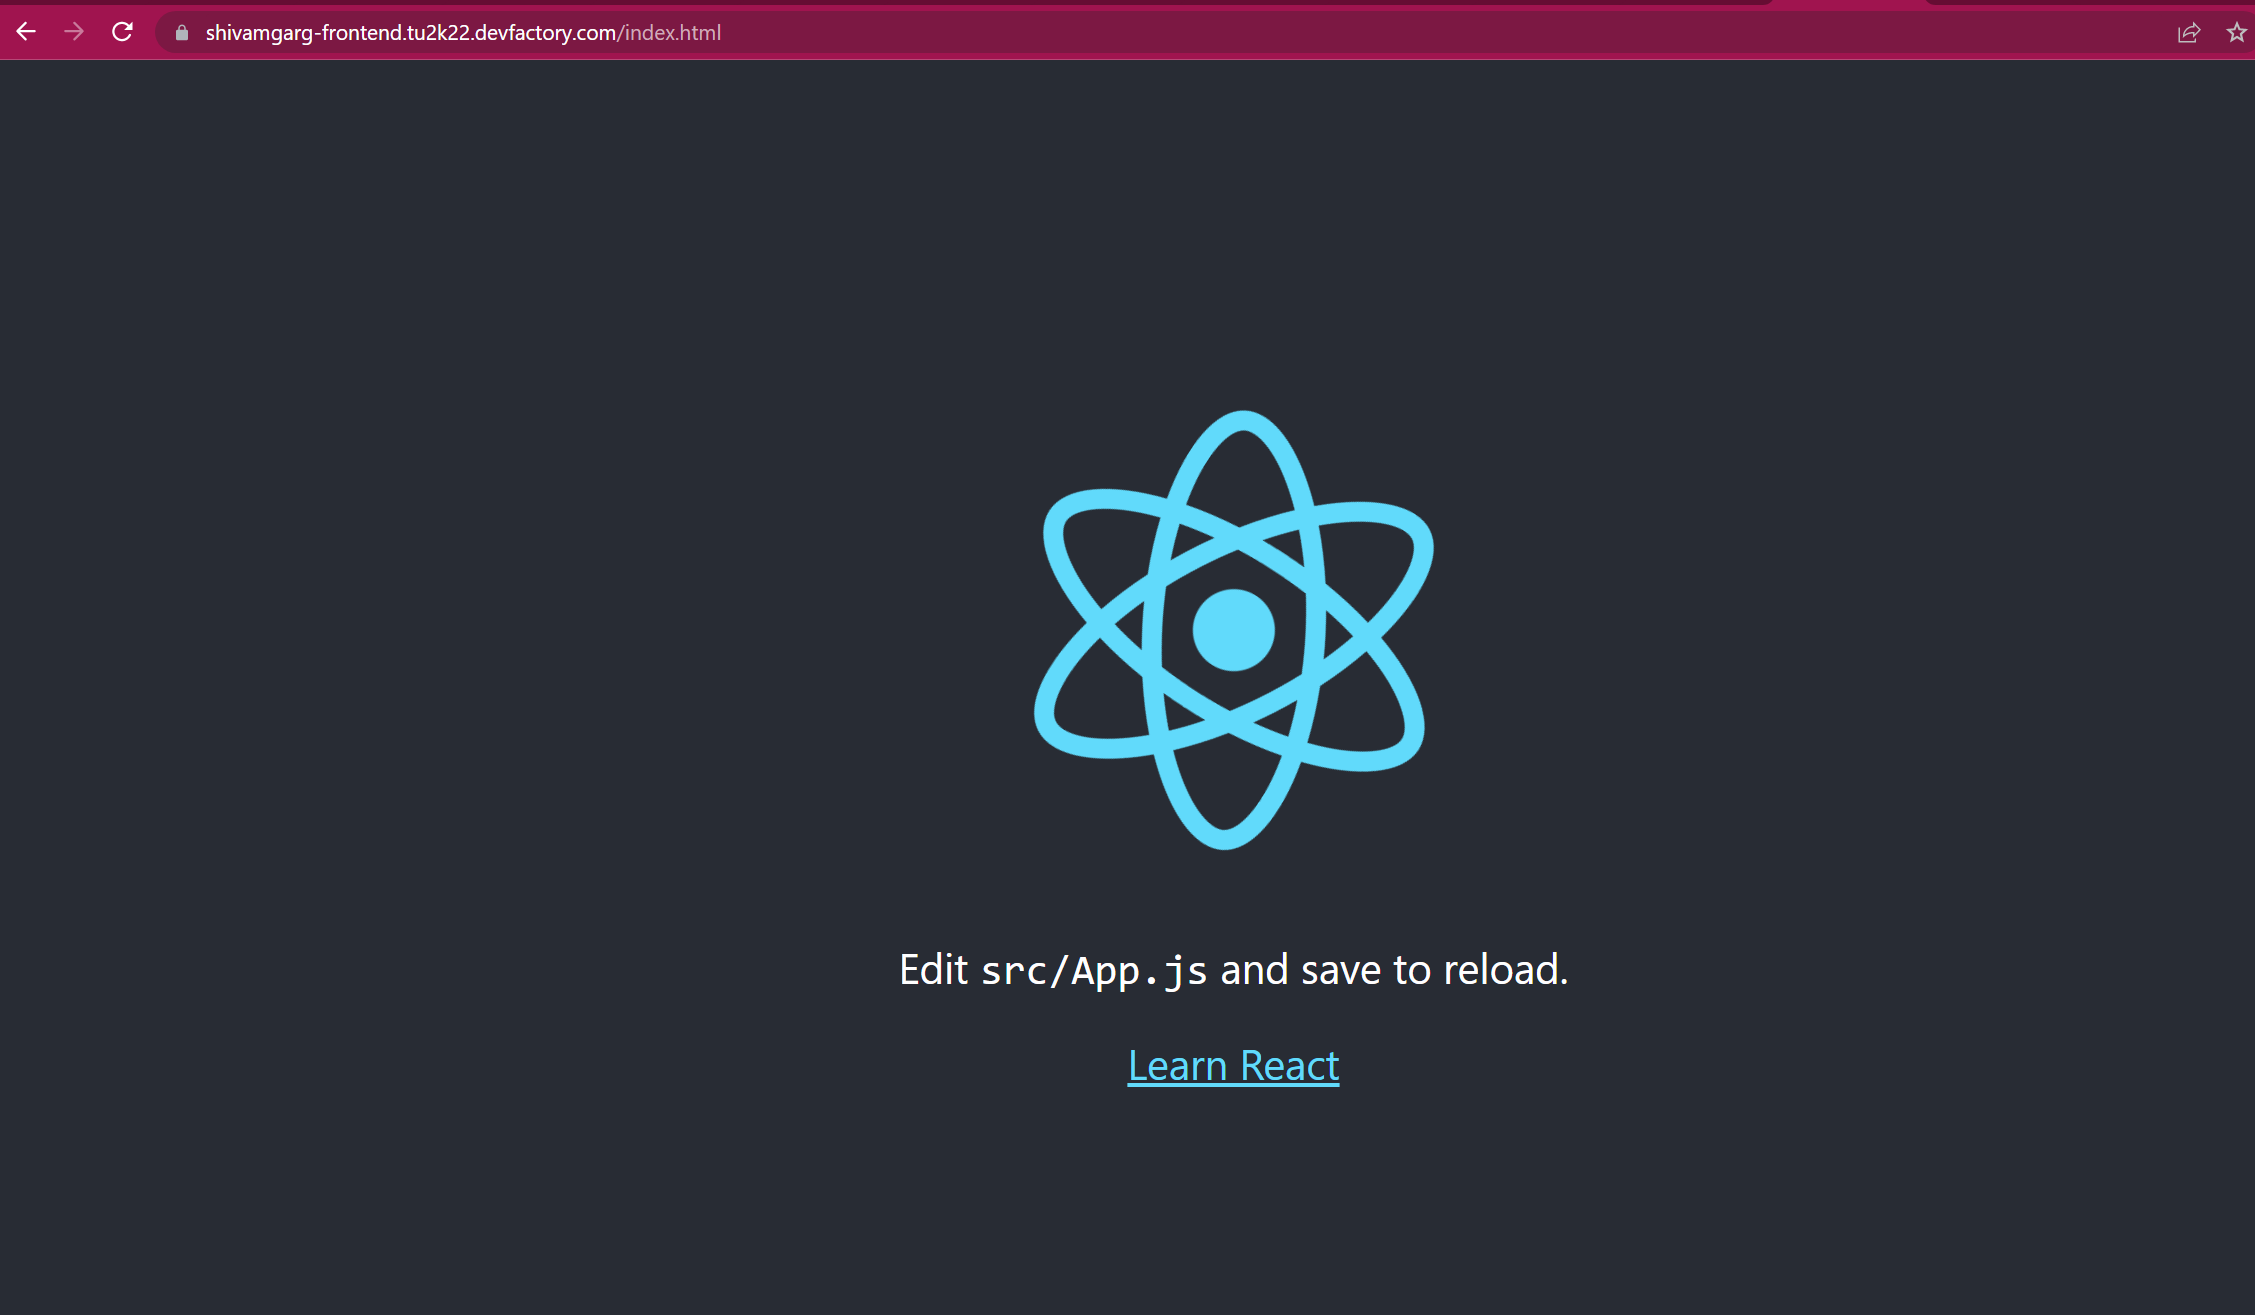 shivamgarg-frontend.tu2k22.devfactory.com/index.html
Edit src/App.js and save to reload.
Learn React